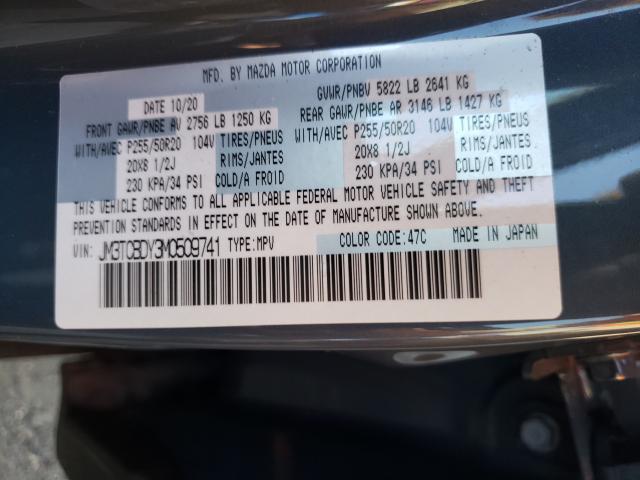 MFD. BY MAZDA MOTOR CORPORATION
DATE 10/20 GVWR/PNBV 5822 LB 2641 KG
FRONT GAWR/PNBE AV 2756 LB 1250 KG REAR GAWR/PNBE AR 3146 LB 1427 KG
WITH/AVEC P255/50R20 104V TIRES/PNEUS WITH/AVEC P255/50R20 104V TIRES/PNEUS
20X8 1/2J RIMS/JANTES 20X8 1/2J RIMS/JANTES
230 KPA/34 PSI COLD/A FROID 230 KPA/34 PSI COLD/A FROID
THIS VEHICLE CONFORMS TO ALL APPLICABLE FEDERAL MOTOR VEHICLE SAFETY AND THEFT
PREVENTION STANDARDS IN EFFECT ON THE DATE OF MANUFACTURE SHOWN ABOVE.
VIN: JM3TCBDY3M0509741 TYPE: MPV COLOR CODE: 47C MADE IN JAPAN